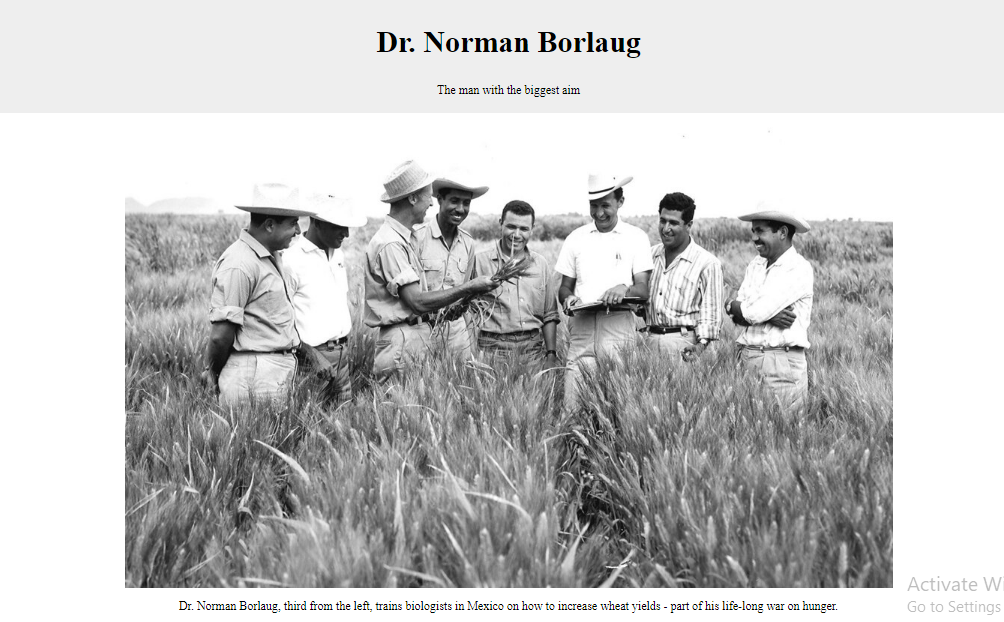 Dr. Norman Borlaug
The man with the biggest aim
Dr. Norman Borlaug, third from the left, trains biologists in Mexico on how to increase wheat yields - part of his life-long war on hunger.
Activate Wi
Go to Settings